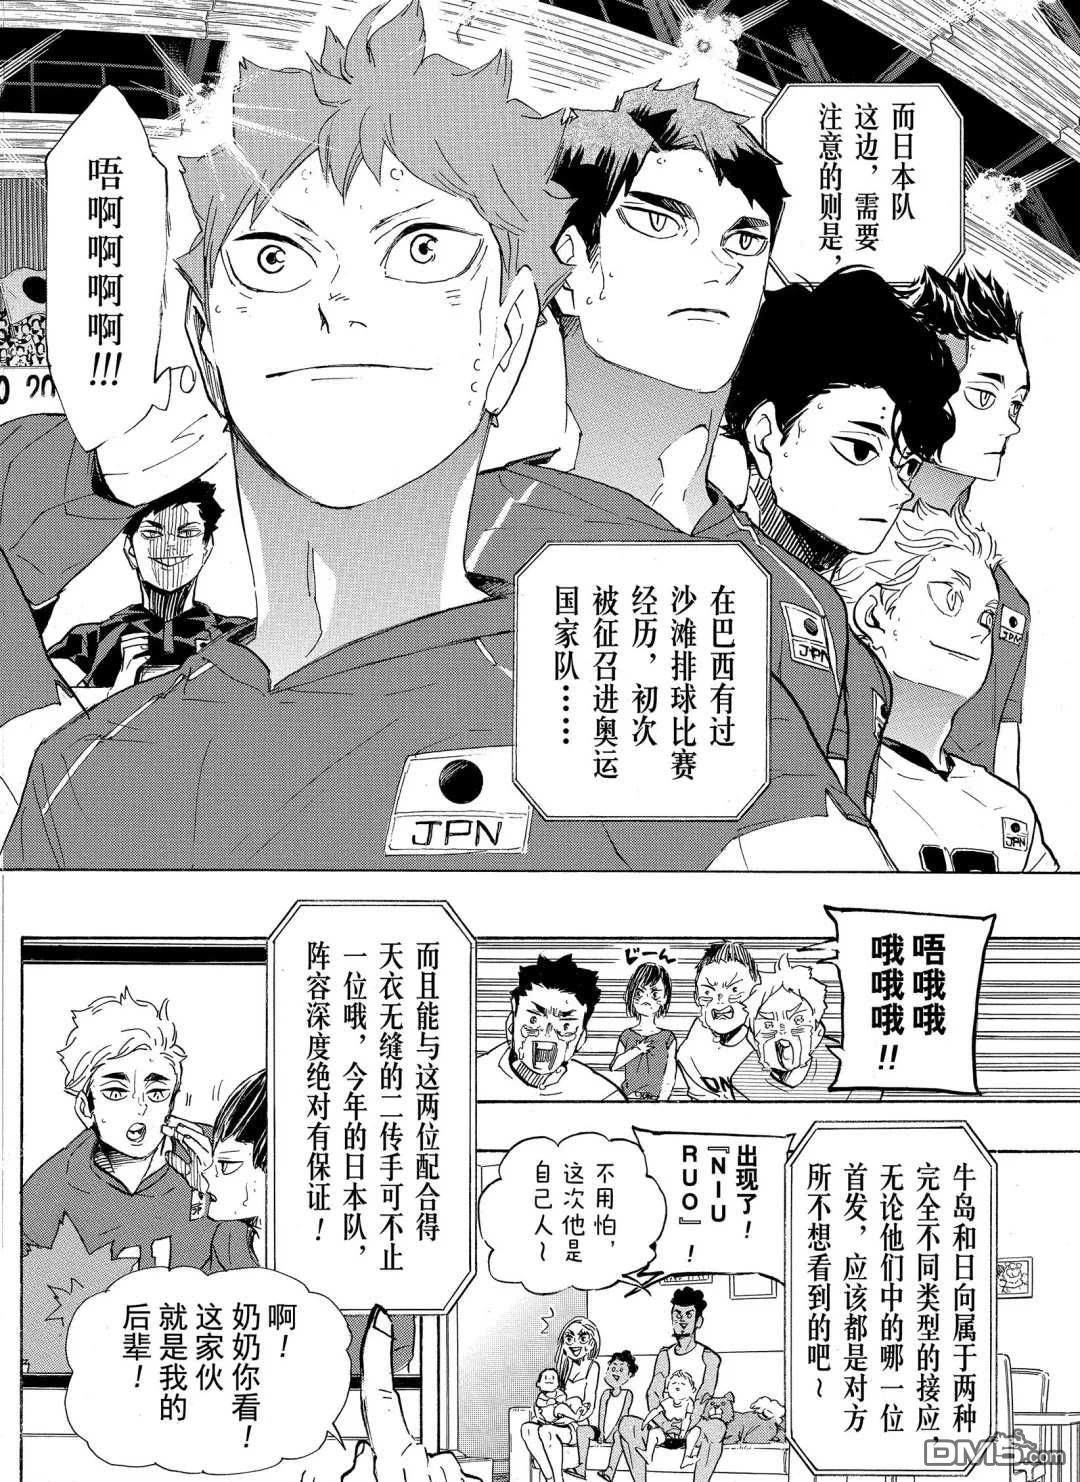 而日本队
这边，需要
注意的则是，
唔啊啊啊啊!!!
O 20
在巴西有过
沙滩排球比赛
经历，初次
被征召进奥运
国家队……
JPN
JPN
JPN
JPN
唔哦哦
哦哦哦!!
じーん
而且能与这两位配合得
天衣无缝的二传手可不止
一位哦，今年的日本队，
阵容深度绝对有保证！
牛岛和日向属于两种
完全不同类型的接应，
无论他们中的哪一位
首发，应该都是对方
所不想看到的吧～
出现了！
『NIU
RUO』！
不用怕，
这次他是
自己人～
啊！
奶奶你看！
这家伙
就是我的
后辈！
DM5.com